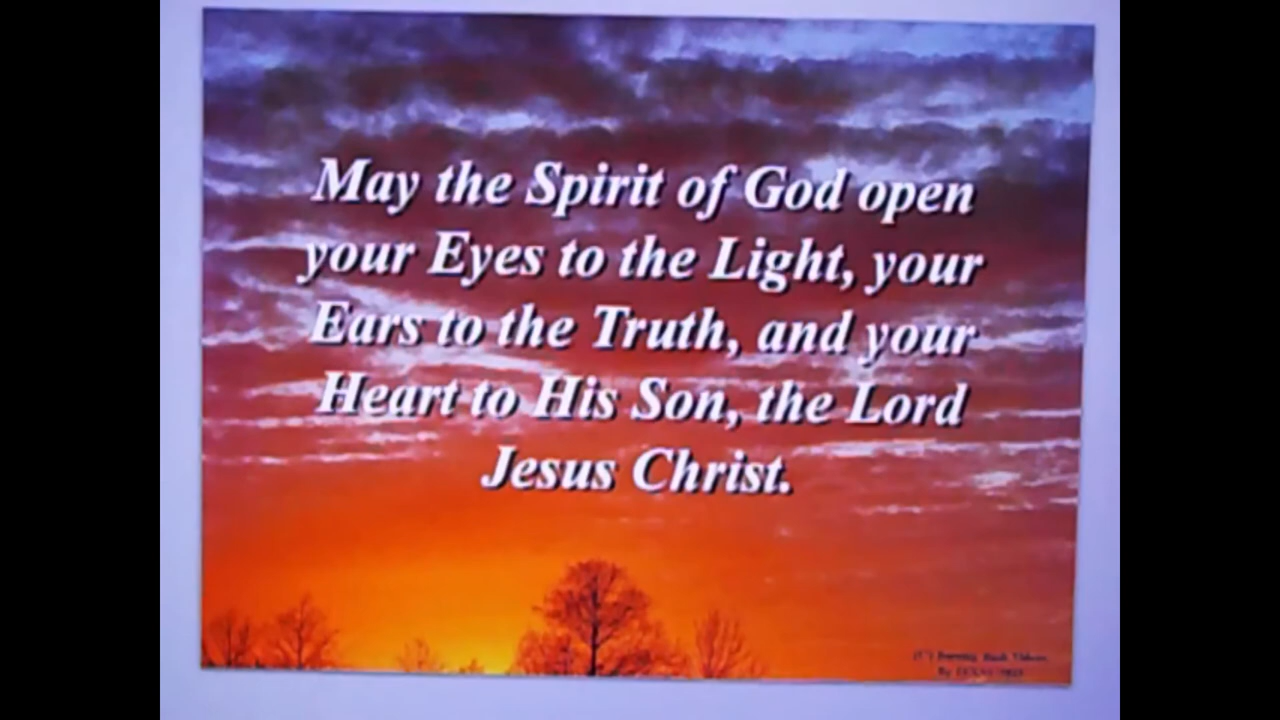 May the Spirit of God open
your Eyes to the Light, your
Ears to the Truth, and your
Heart to His Son, the Lord
Jesus Christ.
By